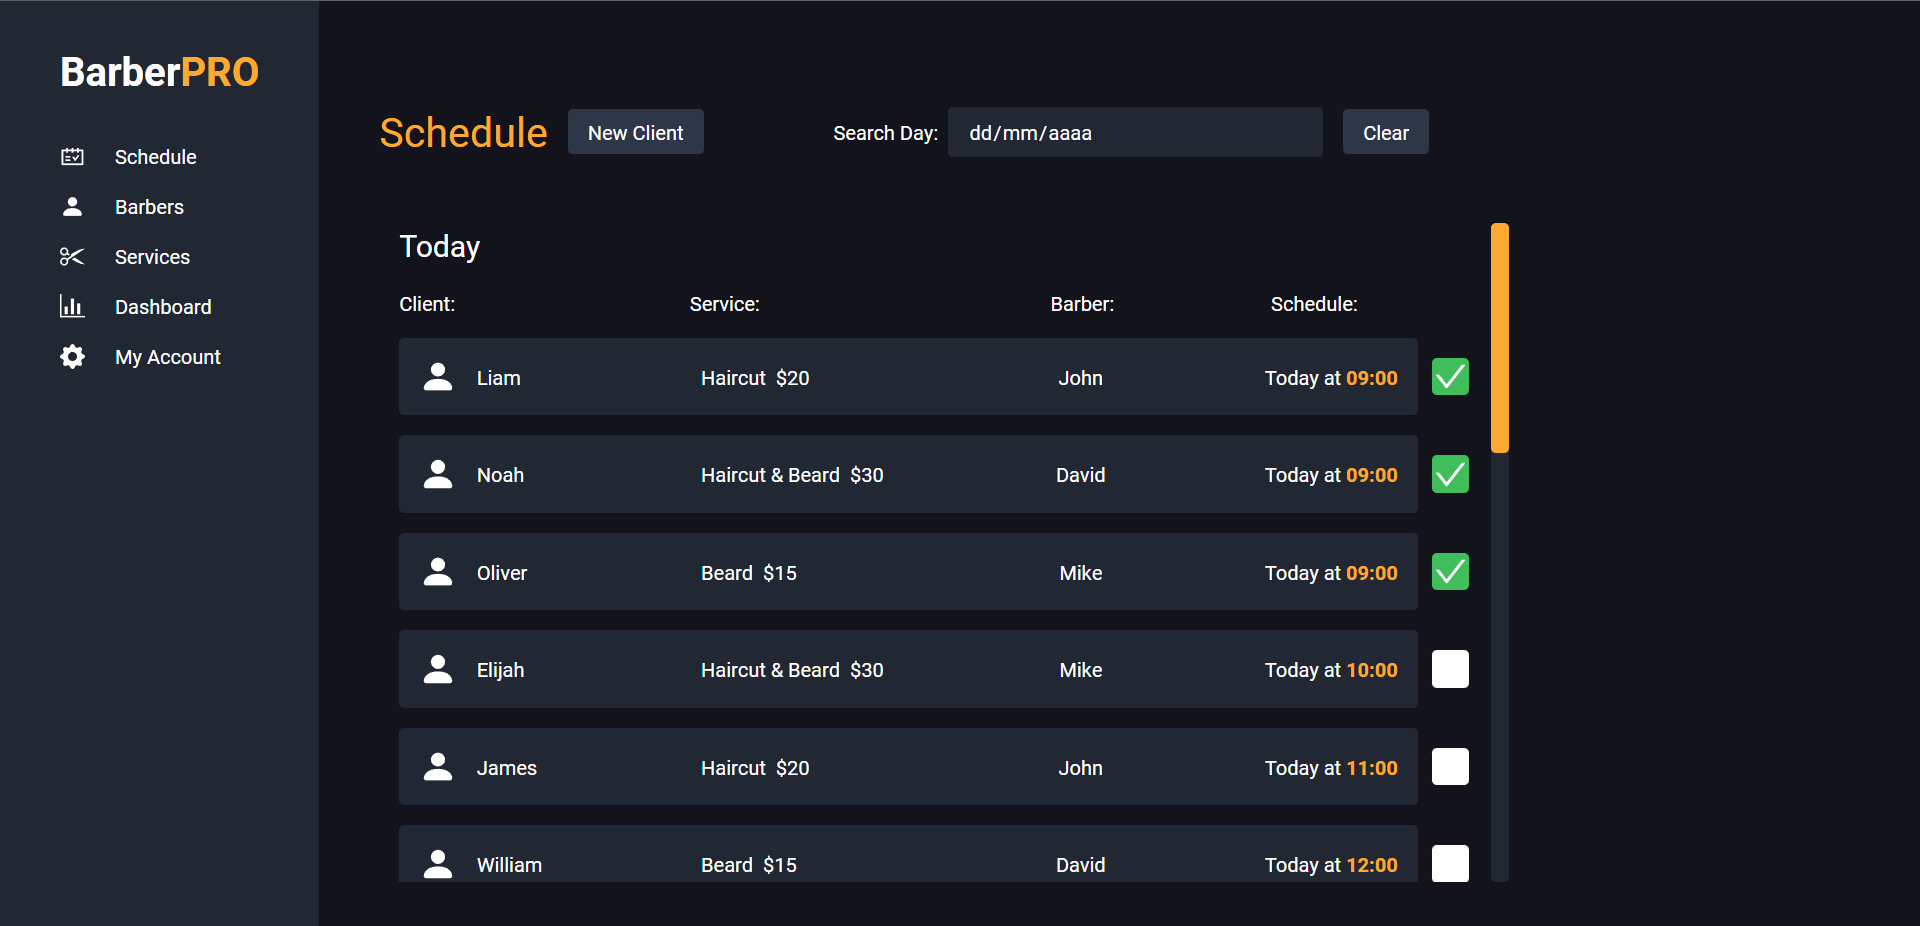 BarberPRO
Schedule
Barbers
Services
Dashboard
My Account
Schedule New Client Search Day: dd/mm/aaaa Clear
Today
Client: Service: Barber: Schedule:
Liam Haircut $20 John Today at 09:00
Noah Haircut & Beard $30 David Today at 09:00
Oliver Beard $15 Mike Today at 09:00
Elijah Haircut & Beard $30 Mike Today at 10:00
James Haircut $20 John Today at 11:00
William Beard $15 David Today at 12:00